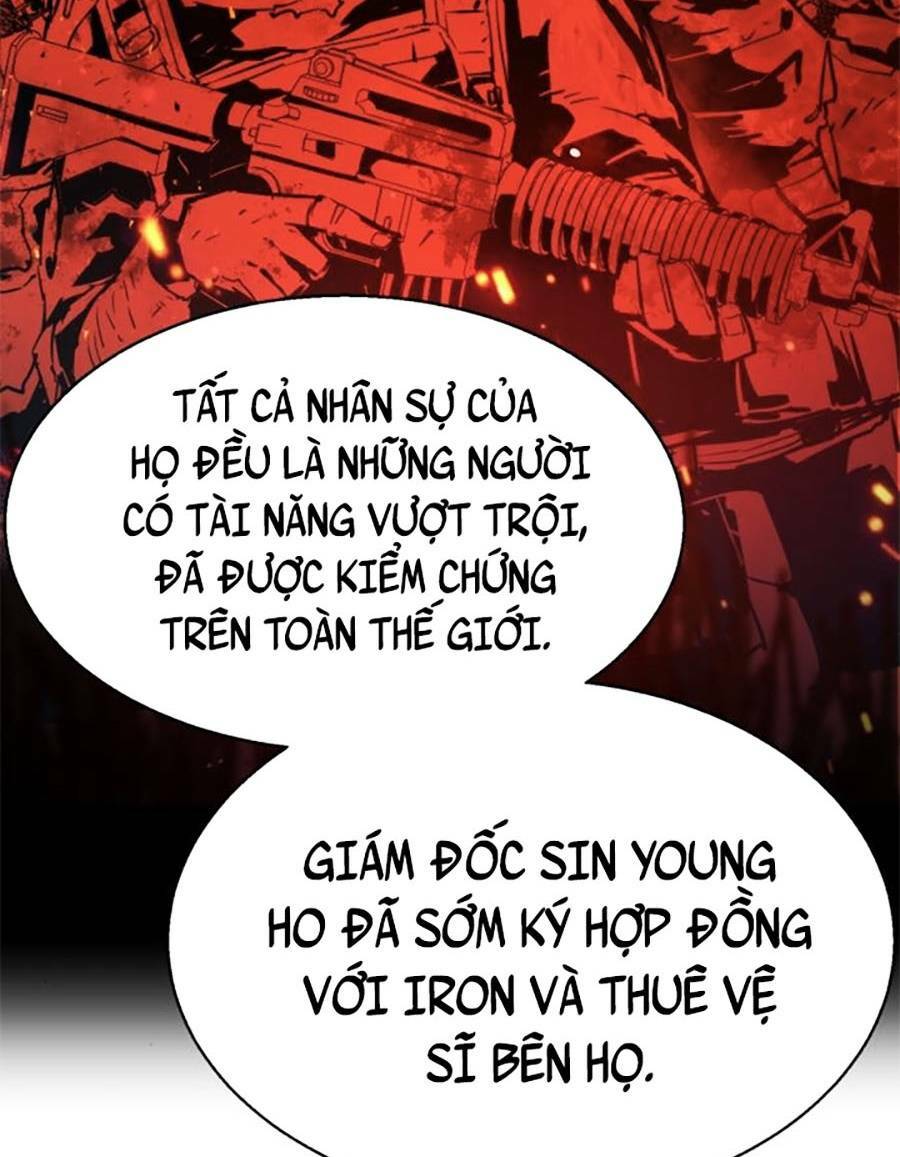 TẤT CẢ NHÂN SỰ CỦA
HỌ ĐỀU LÀ NHỮNG NGƯỜI
CÓ TÀI NĂNG VƯỢT TRỘI,
ĐÃ ĐƯỢC KIỂM CHỨNG
TRÊN TOÀN THẾ GIỚI.
GIÁM ĐỐC SIN YOUNG
HO ĐÃ SỚM KÝ HỢP ĐỒNG
VỚI IRON VÀ THUÊ VỆ
SĨ BÊN HỌ.